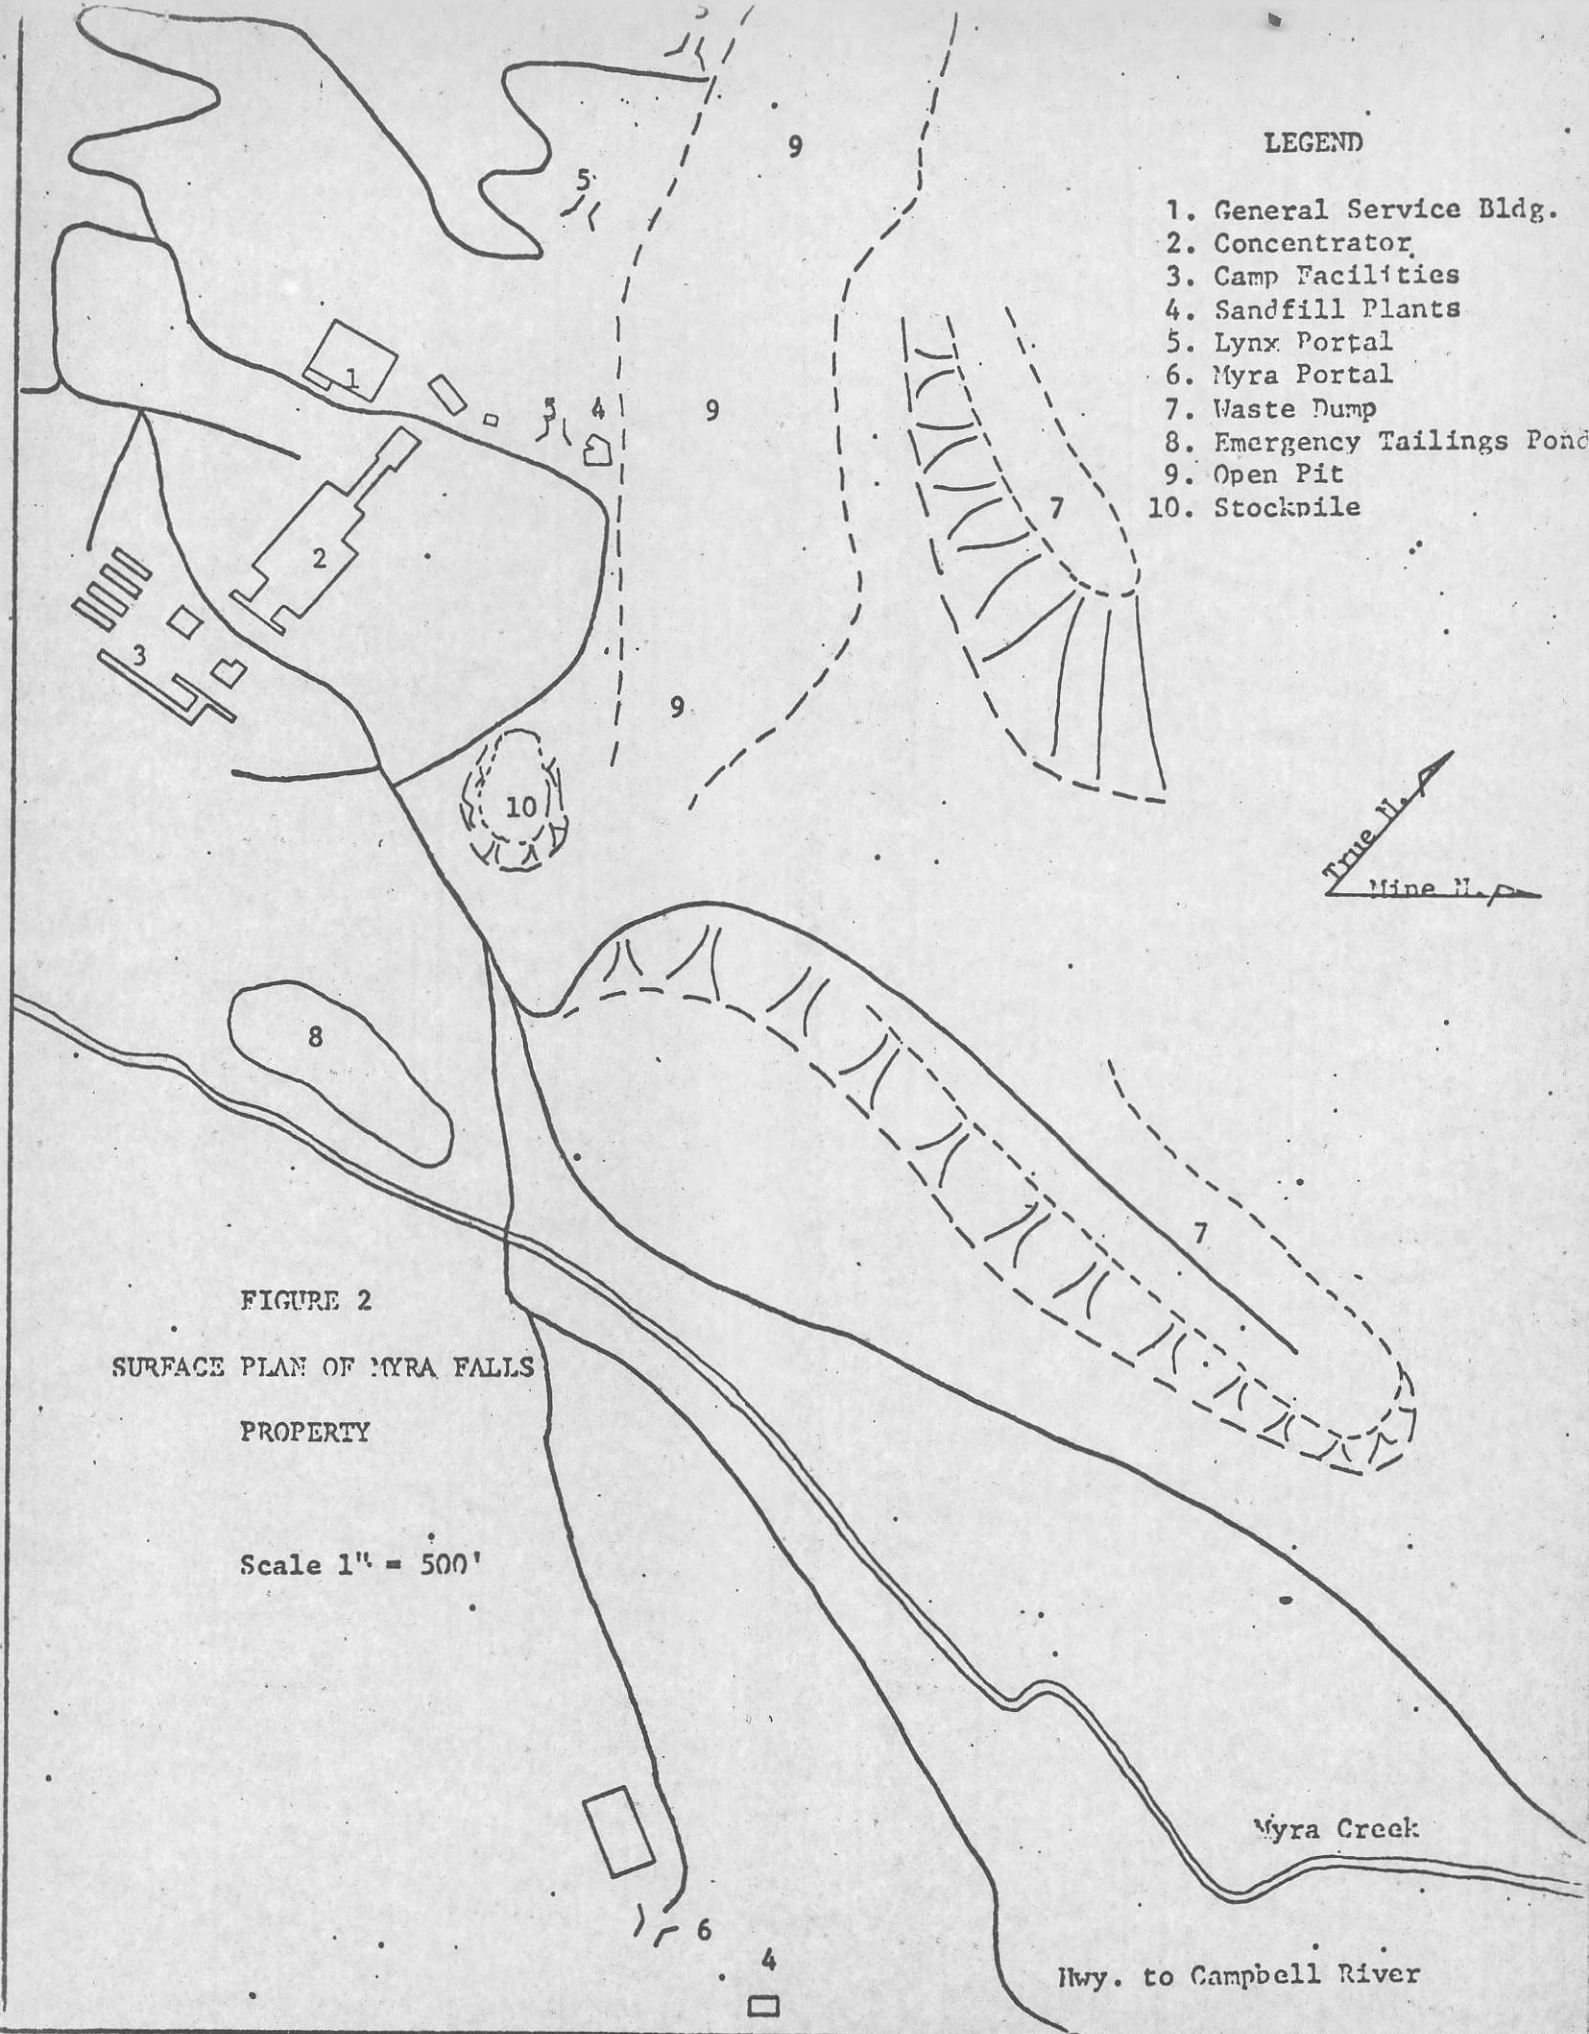 5
9
LEGEND
5
1. General Service Bldg.
2. Concentrator
3. Camp Facilities
4. Sandfill Plants
5. Lynx Portal
6. Myra Portal
7. Waste Dump
8. Emergency Tailings Pond
9. Open Pit
10. Stockpile
1
5 4 9
7
2
3
9
10
True N.
Mine N.
8
7
FIGURE 2
SURFACE PLAN OF MYRA FALLS
PROPERTY
Scale 1" = 500'
Myra Creek
6
4
Hwy. to Campbell River